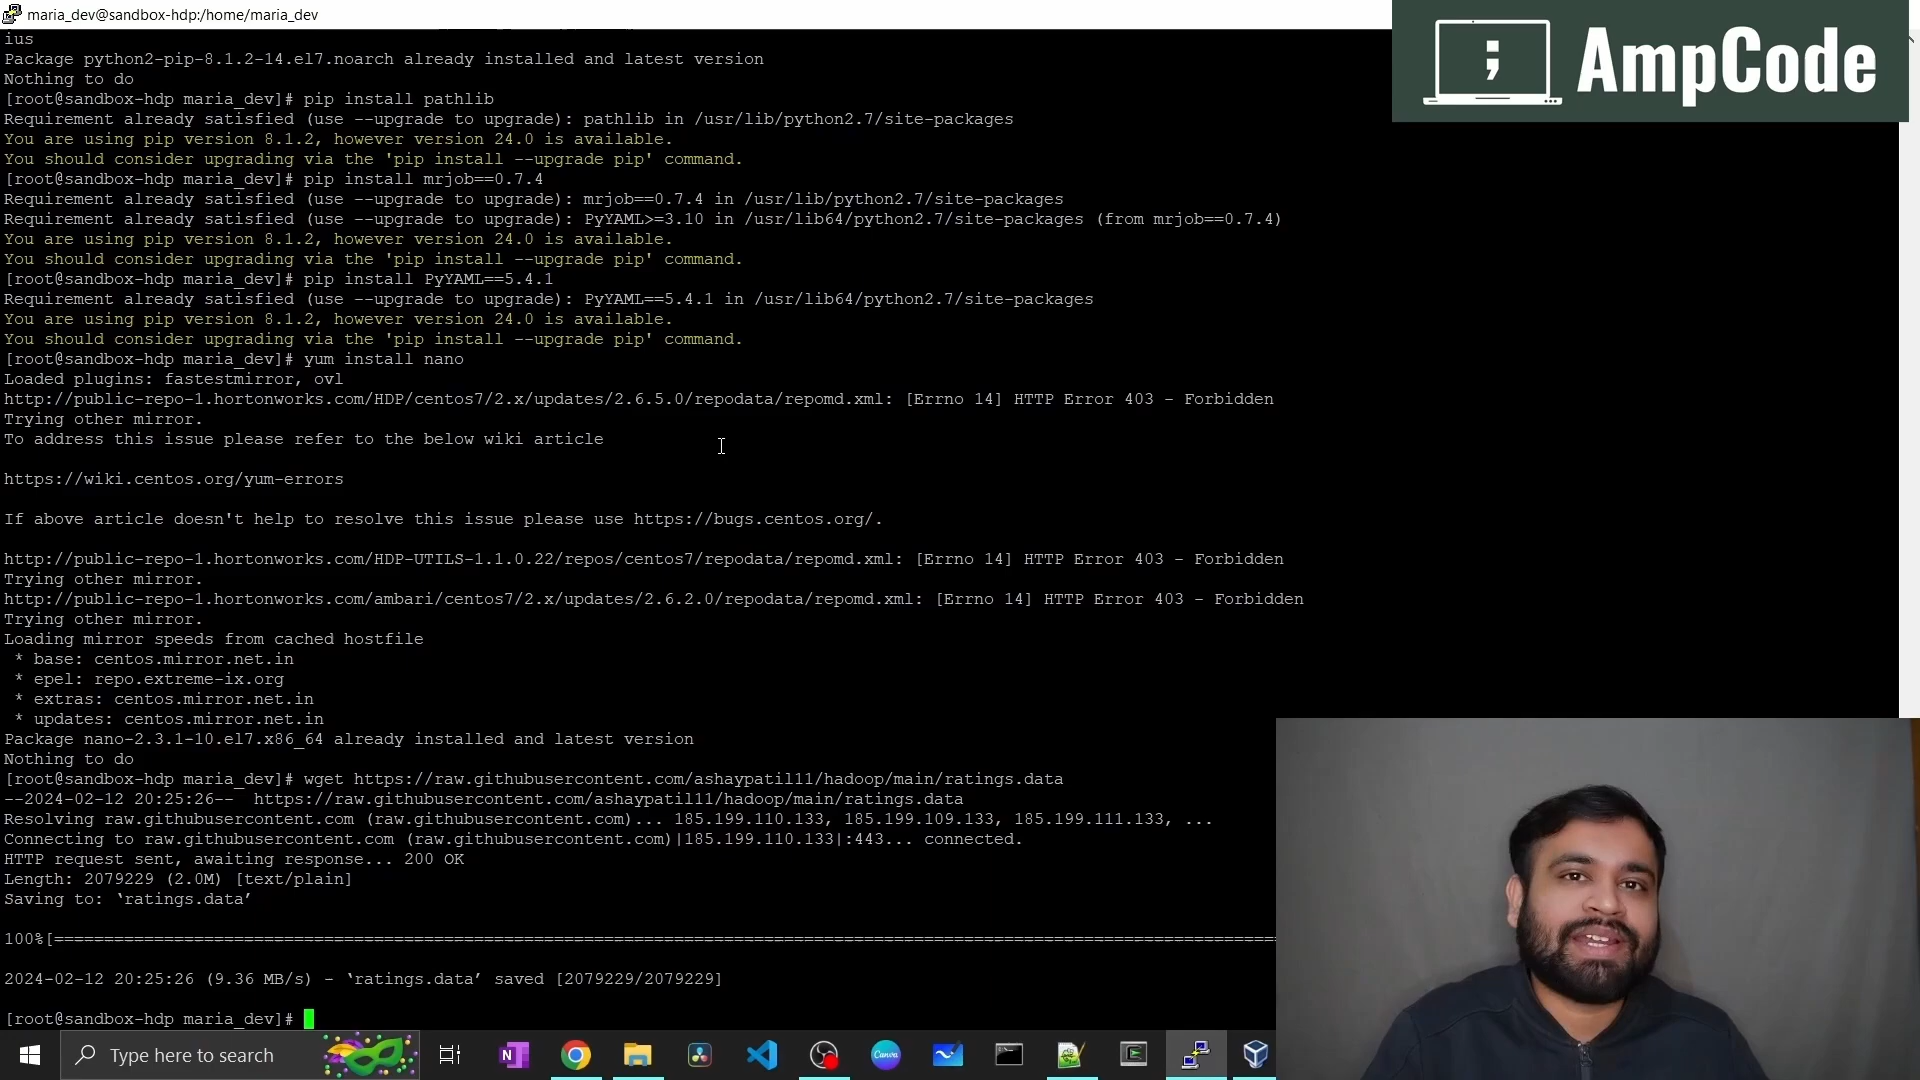 maria_dev@sandbox-hdp:/home/maria_dev
; AmpCode
ius
Package python2-pip-8.1.2-14.el7.noarch already installed and latest version
Nothing to do
[root@sandbox-hdp maria_dev]# pip install pathlib
Requirement already satisfied (use --upgrade to upgrade): pathlib in /usr/lib/python2.7/site-packages
You are using pip version 8.1.2, however version 24.0 is available.
You should consider upgrading via the 'pip install --upgrade pip' command.
[root@sandbox-hdp maria_dev]# pip install mrjob==0.7.4
Requirement already satisfied (use --upgrade to upgrade): mrjob==0.7.4 in /usr/lib/python2.7/site-packages
Requirement already satisfied (use --upgrade to upgrade): PyYAML>=3.10 in /usr/lib64/python2.7/site-packages (from mrjob==0.7.4)
You are using pip version 8.1.2, however version 24.0 is available.
You should consider upgrading via the 'pip install --upgrade pip' command.
[root@sandbox-hdp maria_dev]# pip install PyYAML==5.4.1
Requirement already satisfied (use --upgrade to upgrade): PyYAML==5.4.1 in /usr/lib64/python2.7/site-packages
You are using pip version 8.1.2, however version 24.0 is available.
You should consider upgrading via the 'pip install --upgrade pip' command.
[root@sandbox-hdp maria_dev]# yum install nano
Loaded plugins: fastestmirror, ovl
http://public-repo-1.hortonworks.com/HDP/centos7/2.x/updates/2.6.5.0/repodata/repomd.xml: [Errno 14] HTTP Error 403 - Forbidden
Trying other mirror.
To address this issue please refer to the below wiki article
https://wiki.centos.org/yum-errors
If above article doesn't help to resolve this issue please use https://bugs.centos.org/.
http://public-repo-1.hortonworks.com/HDP-UTILS-1.1.0.22/repos/centos7/repodata/repomd.xml: [Errno 14] HTTP Error 403 - Forbidden
Trying other mirror.
http://public-repo-1.hortonworks.com/ambari/centos7/2.x/updates/2.6.2.0/repodata/repomd.xml: [Errno 14] HTTP Error 403 - Forbidden
Trying other mirror.
Loading mirror speeds from cached hostfile
* base: centos.mirror.net.in
* epel: repo.extreme-ix.org
* extras: centos.mirror.net.in
* updates: centos.mirror.net.in
Package nano-2.3.1-10.el7.x86_64 already installed and latest version
Nothing to do
[root@sandbox-hdp maria_dev]# wget https://raw.githubusercontent.com/ashaypatil11/hadoop/main/ratings.data
--2024-02-12 20:25:26--  https://raw.githubusercontent.com/ashaypatil11/hadoop/main/ratings.data
Resolving raw.githubusercontent.com (raw.githubusercontent.com)... 185.199.110.133, 185.199.109.133, 185.199.111.133, ...
Connecting to raw.githubusercontent.com (raw.githubusercontent.com)|185.199.110.133|:443... connected.
HTTP request sent, awaiting response... 200 OK
Length: 2079229 (2.0M) [text/plain]
Saving to: ‘ratings.data’
100%[==========================================================================================================================
2024-02-12 20:25:26 (9.36 MB/s) - ‘ratings.data’ saved [2079229/2079229]
[root@sandbox-hdp maria_dev]#
Type here to search
N
Canva